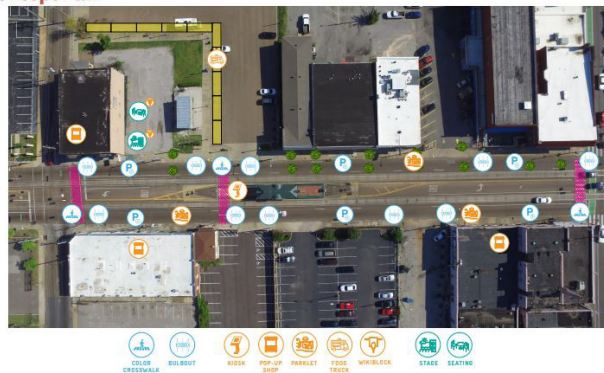 P
P
P
P
P
P
COLOR
CROSSWALK
BULBOUT
KIOSK
POP-UP
SHOP
PARKLET
FOOD
TRUCK
WIKIBLOCK
STAGE
SEATING